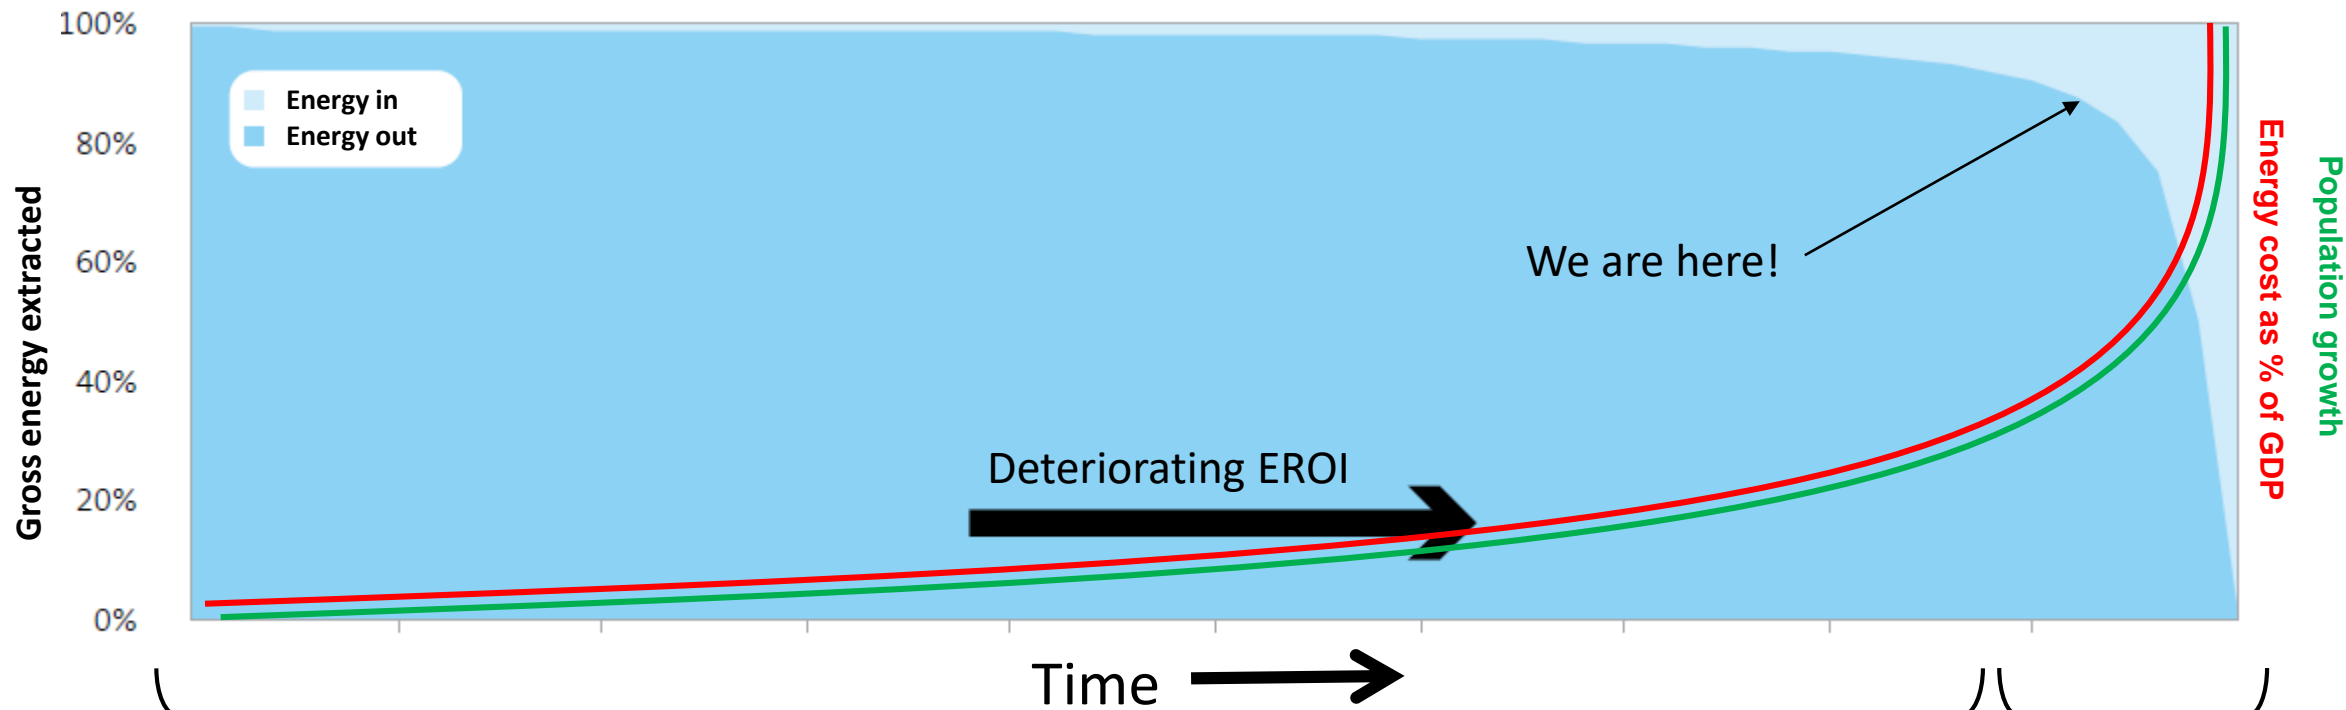 100%
Energy in
Energy out
80%
60%
40%
20%
0%
Gross energy extracted
We are here!
Deteriorating EROI
Energy cost as % of GDP
Population growth
Time